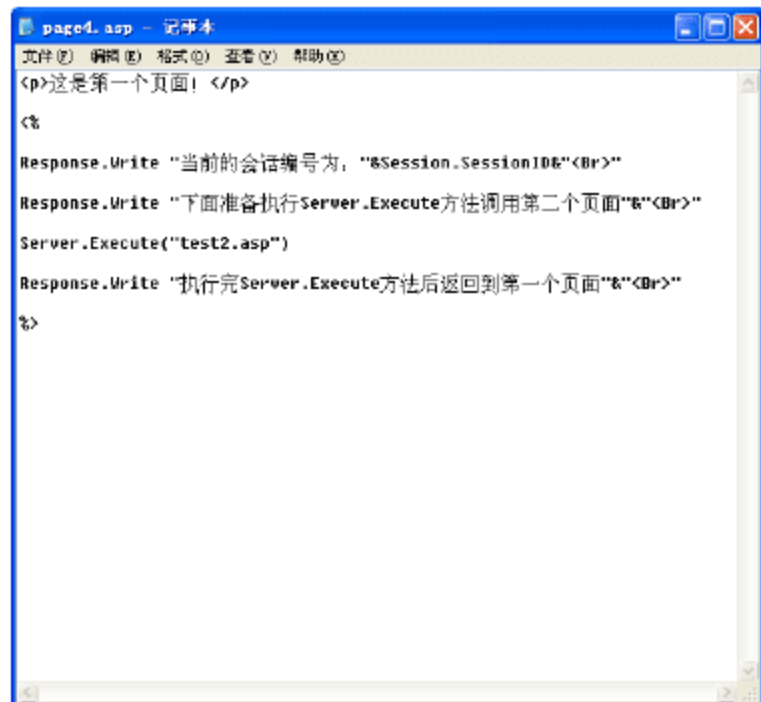 page4.asp - 记事本
文件(F) 编辑(E) 格式(O) 查看(V) 帮助(H)
<p>这是第一个页面! </p>
<%
Response.Write "当前的会话编号为: "&Session.SessionID&"<Br>"
Response.Write "下面准备执行Server.Execute方法调用第二个页面"&"<Br>"
Server.Execute("test2.asp")
Response.Write "执行完Server.Execute方法后返回到第一个页面"&"<Br>"
%>